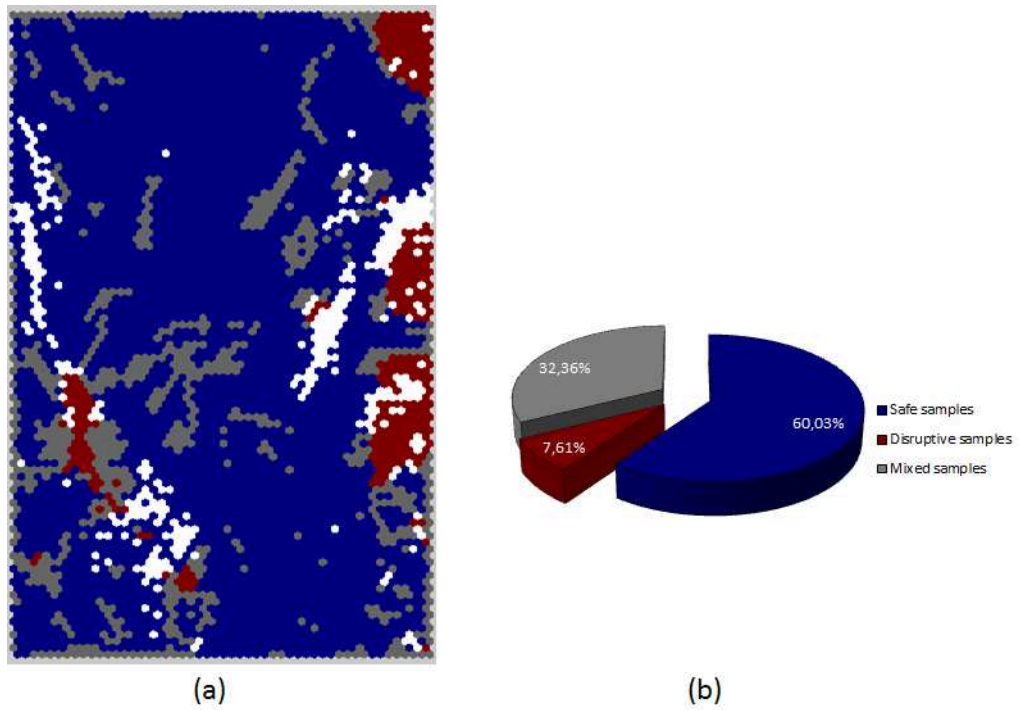 32,36%
7,61%
60,03%
Safe samples
Disruptive samples
Mixed samples
(a)
(b)